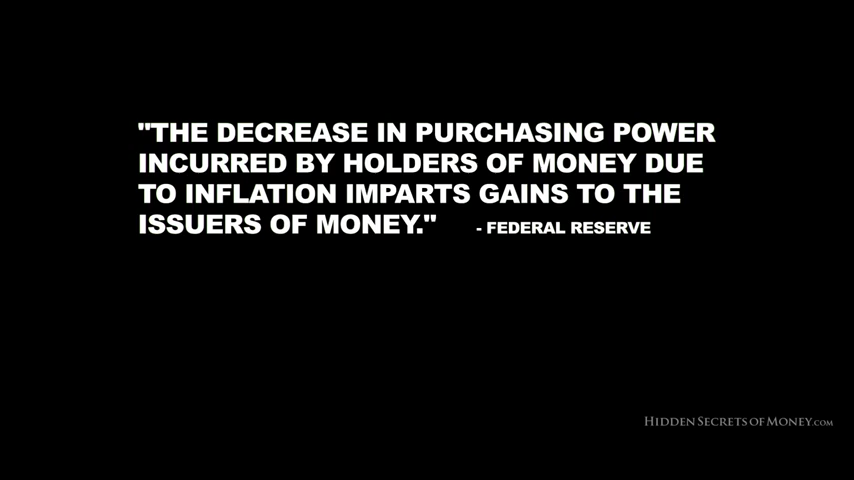 "THE DECREASE IN PURCHASING POWER
INCURRED BY HOLDERS OF MONEY DUE
TO INFLATION IMPARTS GAINS TO THE
ISSUERS OF MONEY." - FEDERAL RESERVE
HIDDEN SECRETS OF MONEY.COM